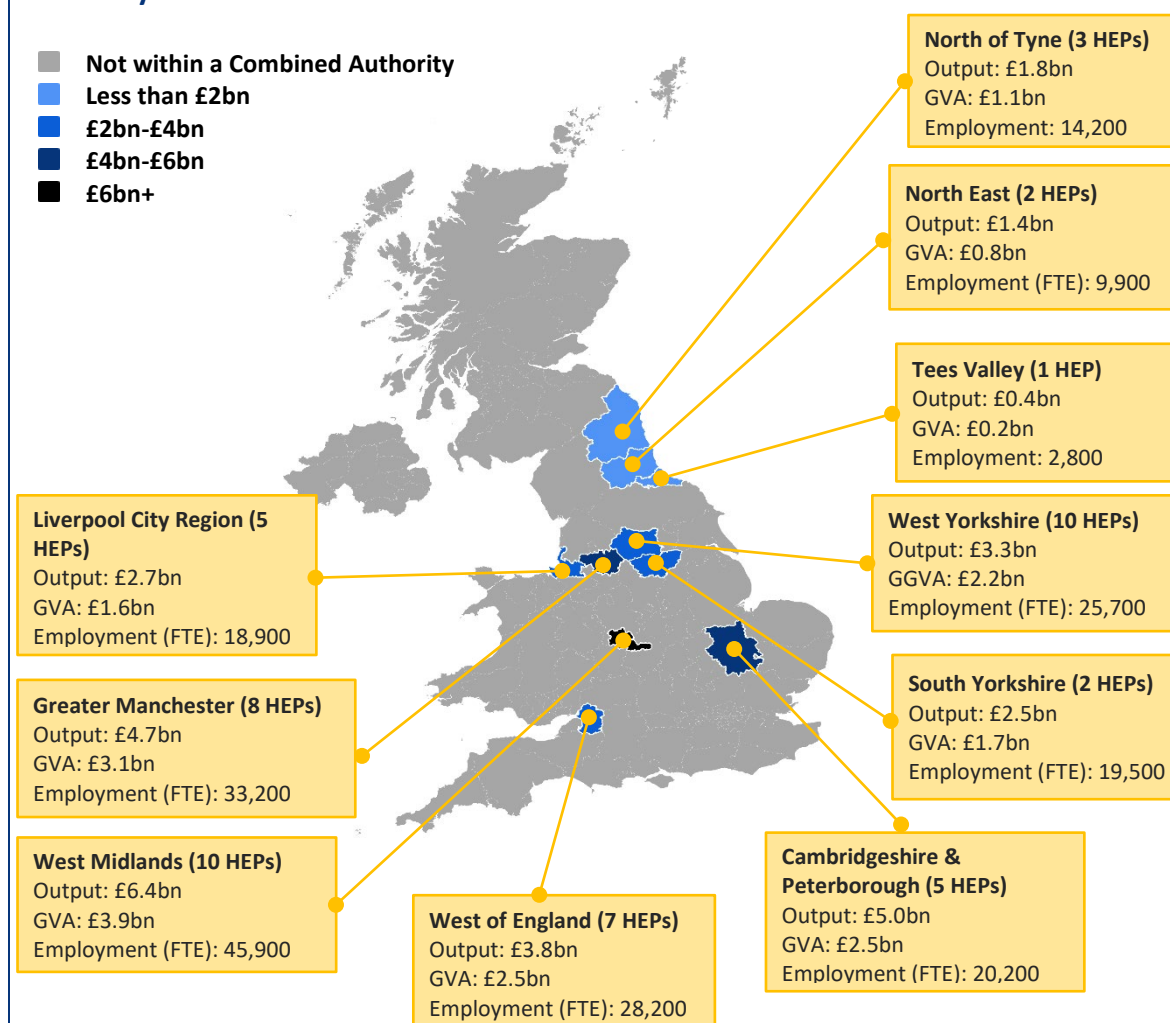 Not within a Combined Authority
Less than £2bn
£2bn-£4bn
£4bn-£6bn
£6bn+
North of Tyne (3 HEPs)
Output: £1.8bn
GVA: £1.1bn
Employment: 14,200
North East (2 HEPs)
Output: £1.4bn
GVA: £0.8bn
Employment (FTE): 9,900
Tees Valley (1 HEP)
Output: £0.4bn
GVA: £0.2bn
Employment: 2,800
Liverpool City Region (5
HEPs)
Output: £2.7bn
GVA: £1.6bn
Employment (FTE): 18,900
West Yorkshire (10 HEPs)
Output: £3.3bn
GGVA: £2.2bn
Employment (FTE): 25,700
Greater Manchester (8 HEPs)
Output: £4.7bn
GVA: £3.1bn
Employment (FTE): 33,200
South Yorkshire (2 HEPs)
Output: £2.5bn
GVA: £1.7bn
Employment (FTE): 19,500
West Midlands (10 HEPs)
Output: £6.4bn
GVA: £3.9bn
Employment (FTE): 45,900
West of England (7 HEPs)
Output: £3.8bn
GVA: £2.5bn
Employment (FTE): 28,200
Cambridgeshire &
Peterborough (5 HEPs)
Output: £5.0bn
GVA: £2.5bn
Employment (FTE): 20,200